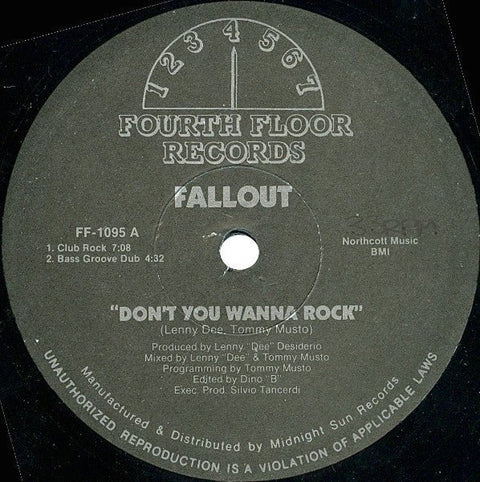 1 2 3 4 5 6 7
FOURTH FLOOR
RECORDS
FALLOUT
FF-1095 A
1. Club Rock 7:08
2. Bass Groove Dub 4:32
Northcott Music
BMI
"DON'T YOU WANNA ROCK"
(Lenny Dee, Tommy Musto)
Produced by Lenny "Dee" Desiderio
Mixed by Lenny "Dee" & Tommy Musto
Programming by Tommy Musto
Edited by Dino "B"
Exec. Prod. Silvio Tancerdi
Manufactured & Distributed by Midnight Sun Records
UNAUTHORIZED REPRODUCTION IS A VIOLATION OF APPLICABLE LAWS